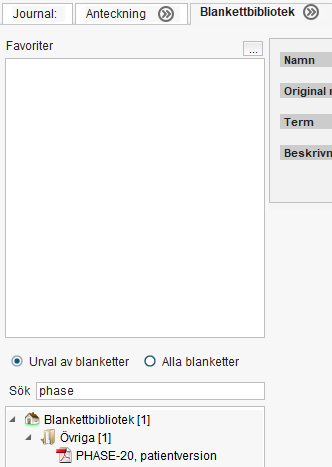 Journal:
Anteckning
Blankettbibliotek
Favoriter
...
Namn
Original
Term
Beskrivn
Urval av blanketter
Alla blanketter
Sök phase
Blankettbibliotek [1]
Övriga [1]
PHASE-20, patientversion